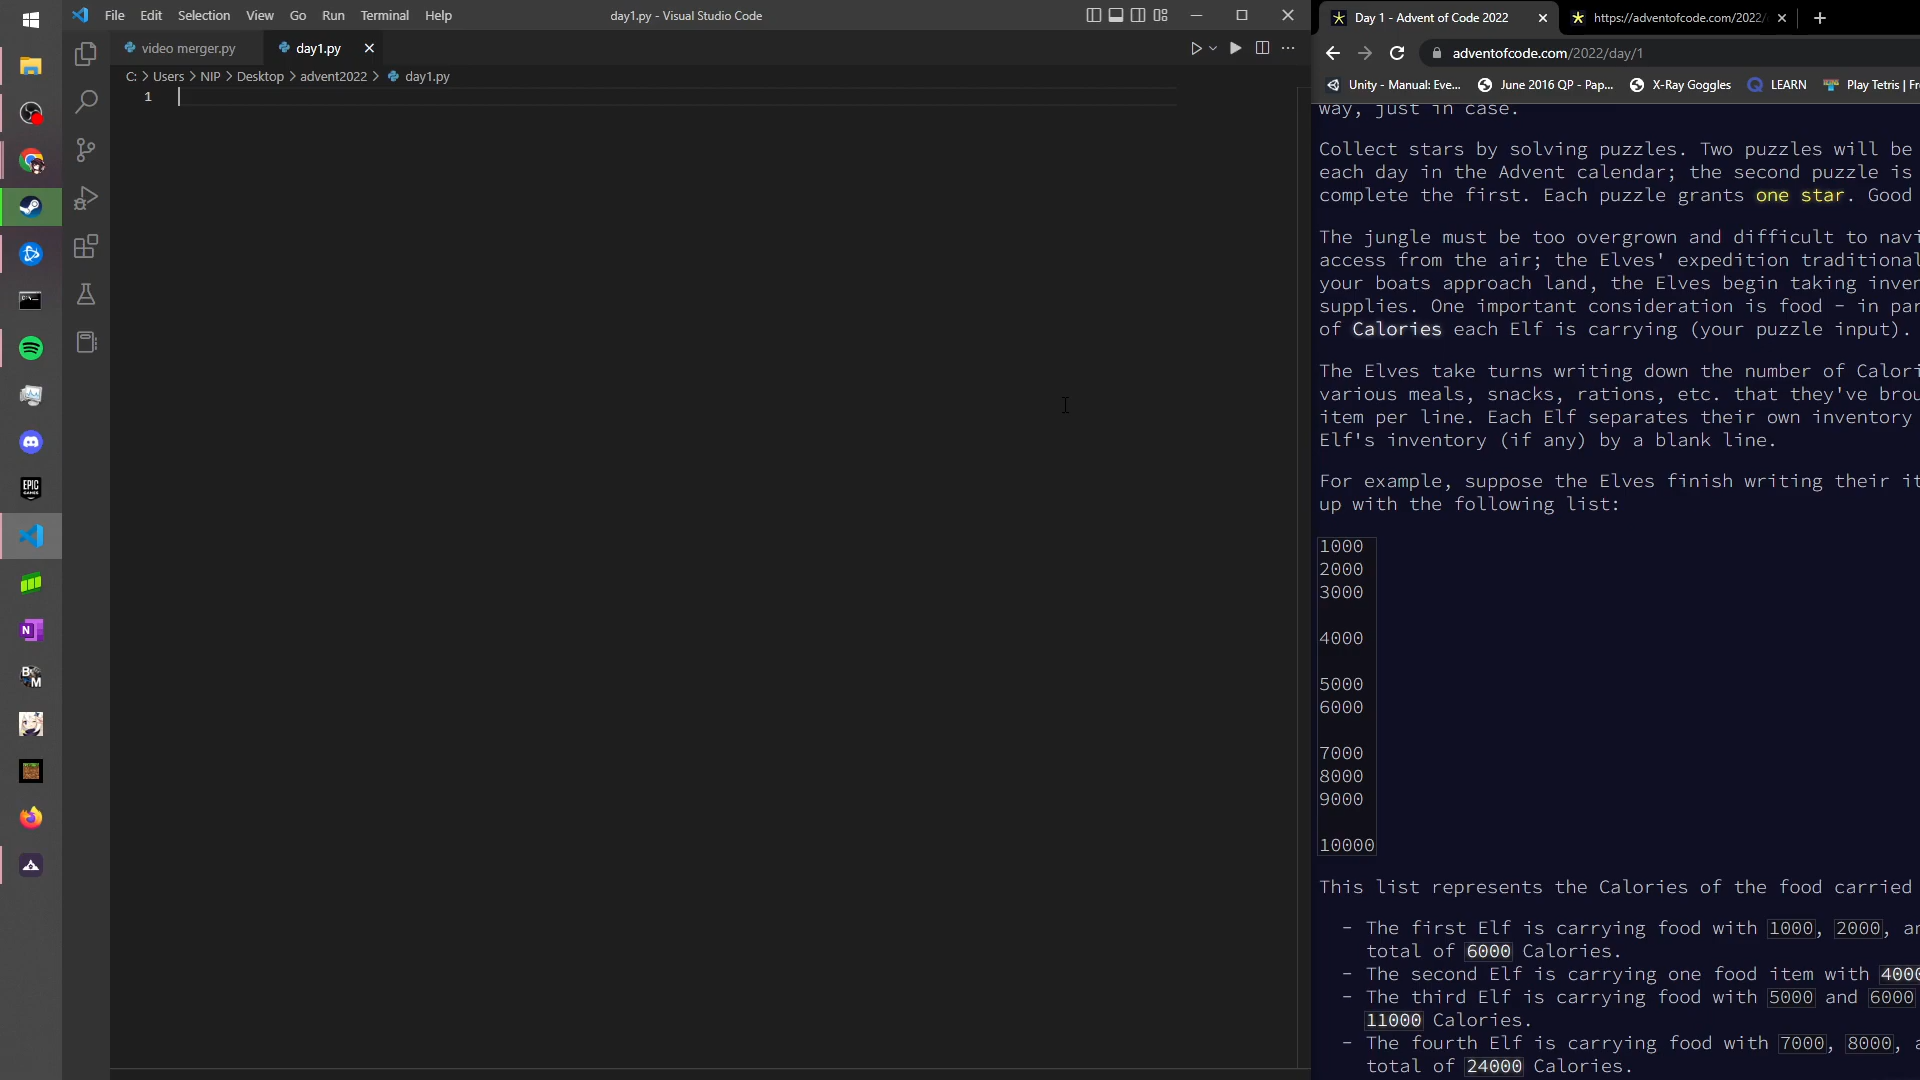 File Edit Selection View Go Run Terminal Help
day1.py - Visual Studio Code
video merger.py
day1.py
C: > Users > NIP > Desktop > advent2022 > day1.py
1
EPIC GAMES
N
B M
Day 1 - Advent of Code 2022
https://adventofcode.com/2022/
adventofcode.com/2022/day/1
Unity - Manual: Eve...
June 2016 QP - Pap...
X-Ray Goggles
LEARN
Play Tetris | Fr
way, just in case.
Collect stars by solving puzzles. Two puzzles will be
each day in the Advent calendar; the second puzzle is
complete the first. Each puzzle grants one star. Good
The jungle must be too overgrown and difficult to navi
access from the air; the Elves' expedition traditional
your boats approach land, the Elves begin taking inven
supplies. One important consideration is food - in par
of Calories each Elf is carrying (your puzzle input).
The Elves take turns writing down the number of Calori
various meals, snacks, rations, etc. that they've brou
item per line. Each Elf separates their own inventory
Elf's inventory (if any) by a blank line.
For example, suppose the Elves finish writing their it
up with the following list:
1000
2000
3000
4000
5000
6000
7000
8000
9000
10000
This list represents the Calories of the food carried
- The first Elf is carrying food with 1000, 2000, an
total of 6000 Calories.
- The second Elf is carrying one food item with 4000
- The third Elf is carrying food with 5000 and 6000
11000 Calories.
- The fourth Elf is carrying food with 7000, 8000, a
total of 24000 Calories.